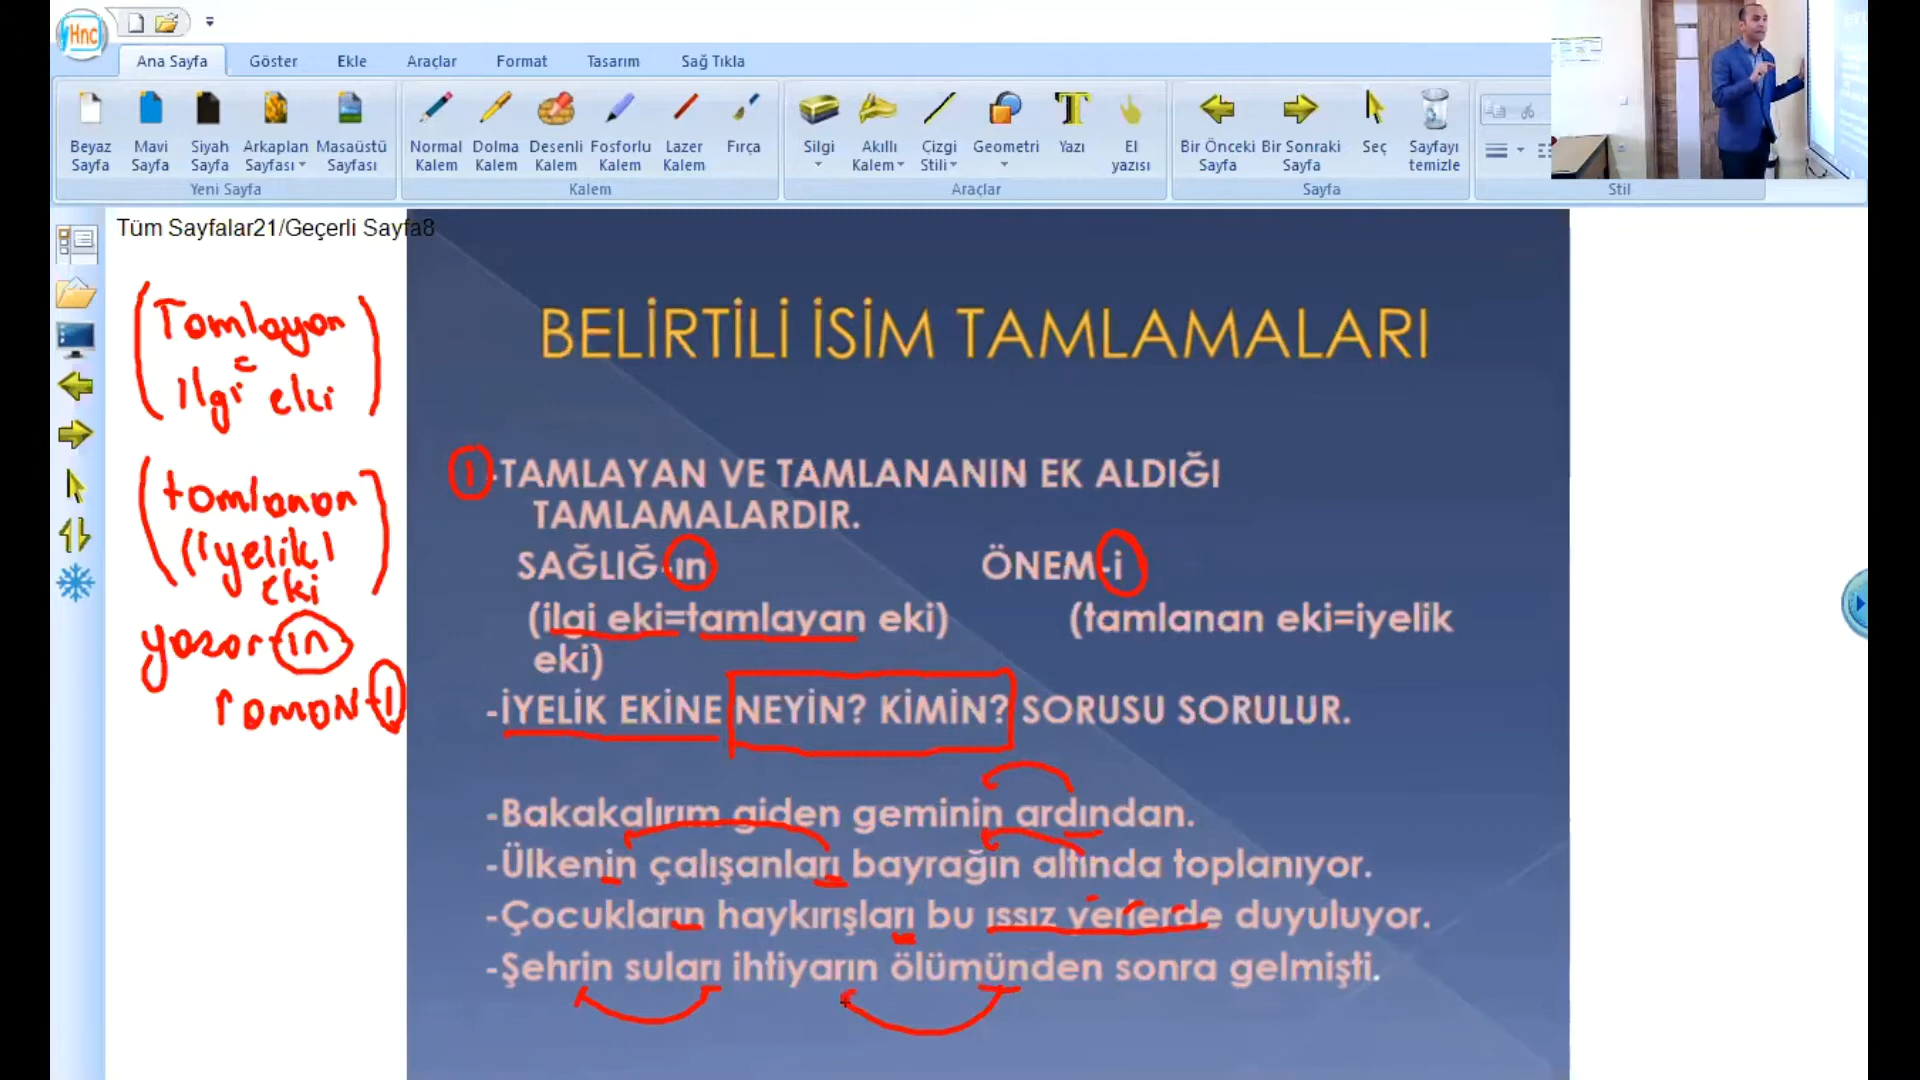 Hnc
Ana Sayfa Göster Ekle Araçlar Format Tasarım Sağ Tıkla
Beyaz Sayfa Mavi Sayfa Siyah Sayfa Arkaplan Sayfası Masaüstü Sayfası
Yeni Sayfa
Normal Kalem Dolma Kalem Desenli Kalem Fosforlu Kalem Lazer Kalem Fırça
Kalem
Silgi Akıllı Kalem Çizgi Stili Geometri Yazı El yazısı
Araçlar
Bir Önceki Sayfa Bir Sonraki Sayfa Seç Sayfayı temizle
Sayfa
Stil
Tüm Sayfalar21/Geçerli Sayfa8
Tamlayan
=
ilgi eki
tamlanan
(iyelik)
eki
yazar-ın
roman-ı
BELİRTİLİ İSİM TAMLAMALARI
1-TAMLAYAN VE TAMLANANIN EK ALDIĞI
TAMLAMALARDIR.
SAĞLIĞ-ın ÖNEM-i
(ilgi eki=tamlayan eki) (tamlanan eki=iyelik
eki)
-İYELİK EKİNE NEYİN? KİMİN? SORUSU SORULUR.
-Bakakalırım giden geminin ardından.
-Ülkenin çalışanları bayrağın altında toplanıyor.
-Çocukların haykırışları bu ıssız yerlerde duyuluyor.
-Şehrin suları ihtiyarın ölümünden sonra gelmişti.